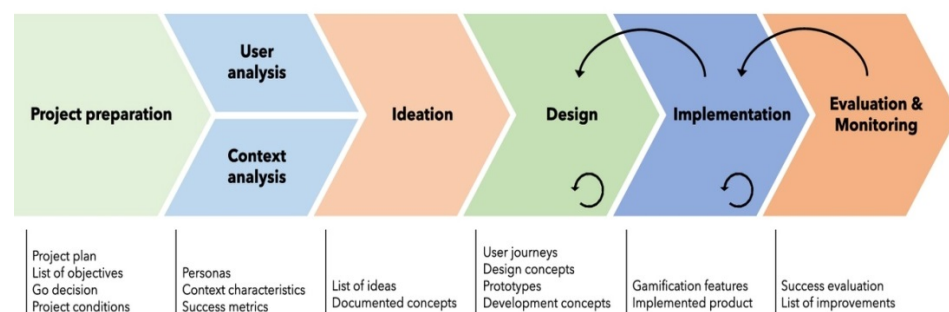 Project preparation
User
analysis
Context
analysis
Ideation
Design
Implementation
Evaluation &
Monitoring
Project plan
List of objectives
Go decision
Project conditions
Personas
Context characteristics
Success metrics
List of ideas
Documented concepts
User journeys
Design concepts
Prototypes
Development concepts
Gamification features
Implemented product
Success evaluation
List of improvements